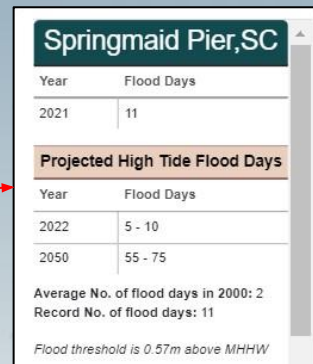 Springmaid Pier,SC
Year Flood Days
2021 11
Projected High Tide Flood Days
Year Flood Days
2022 5 - 10
2050 55 - 75
Average No. of flood days in 2000: 2
Record No. of flood days: 11
Flood threshold is 0.57m above MHHW